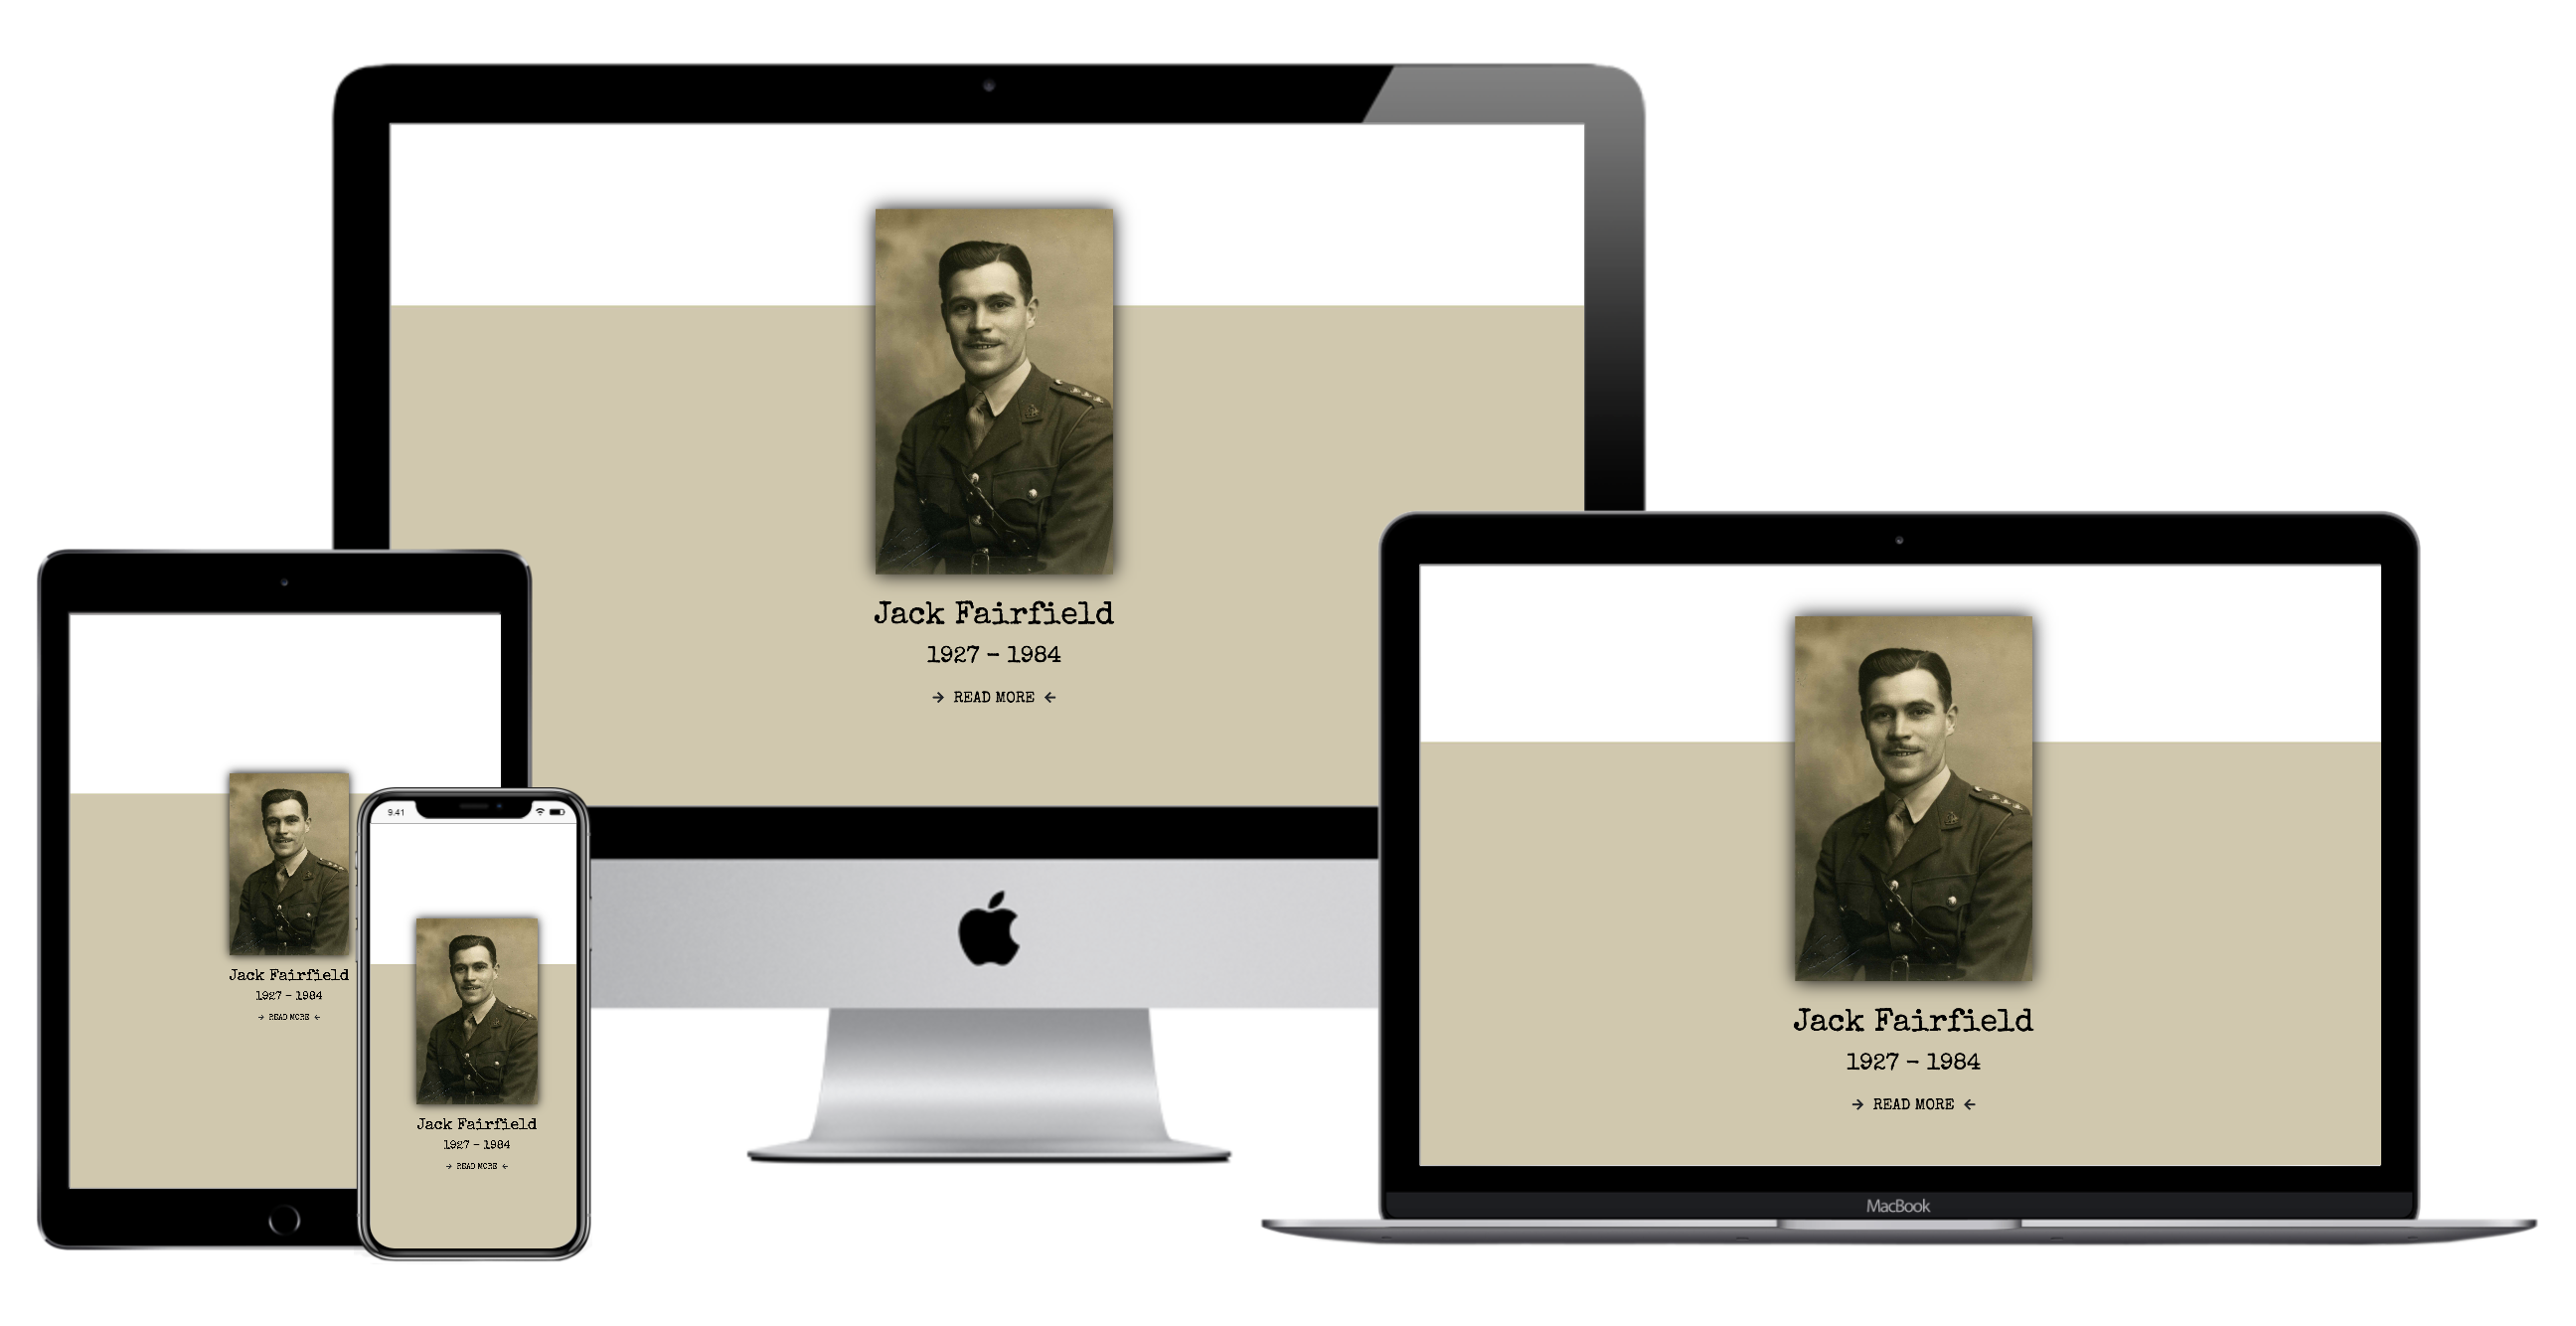 Jack Fairfield
1927 – 1984
→ READ MORE ←
Jack Fairfield
1927 – 1984
→ READ MORE ←
9.41
Jack Fairfield
1927 – 1984
→ READ MORE ←
Jack Fairfield
1927 – 1984
→ READ MORE ←
MacBook